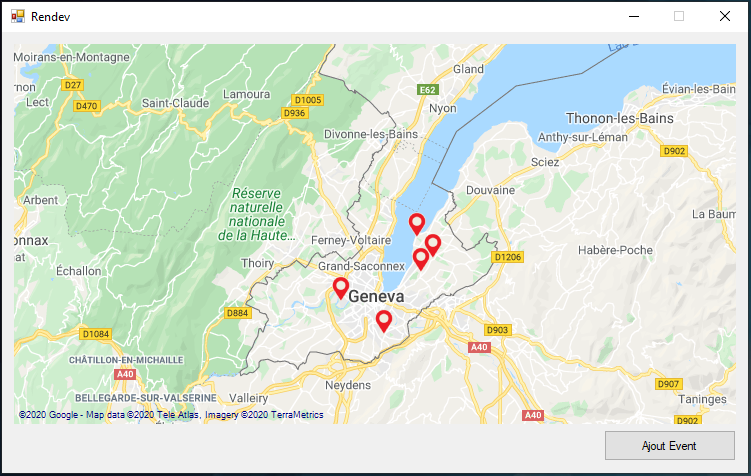 Rendev
Moirans-en-Montagne
Gland
D27
Lect
D470
Saint-Claude
Lamoura
D1005
D936
E62
Nyon
Évian-les-Bains
Divonne-les-Bains
Thonon-les-Bains
Anthy-sur-Léman
D902
Sciez
Arbent
Réserve
naturelle
nationale
de la Haute...
Douvaine
La Baum
onnax
Ferney-Voltaire
Habère-Poche
Échallon
Thoiry
Grand-Saconnex
D1206
Geneva
D884
D1084
D903
A40
CHÂTILLON-EN-MICHAILLE
A40
Neydens
D907
BELLEGARDE-SUR-VALSERINE
Valleiry
Taninges
A40
D902
©2020 Google - Map data ©2020 Tele Atlas, Imagery ©2020 TerraMetrics
Ajout Event